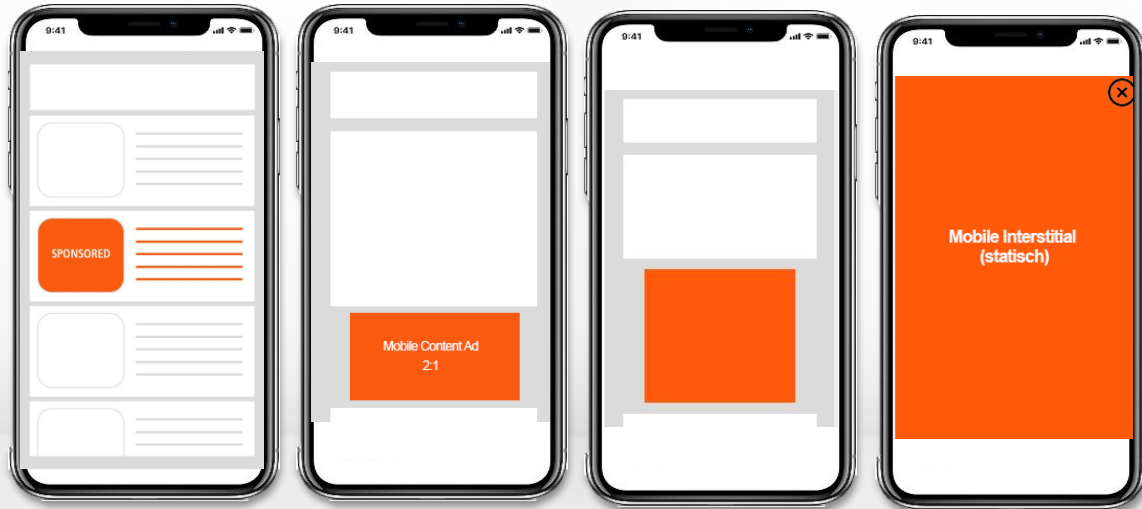 9:41
SPONSORED
9:41
Mobile Content Ad
2:1
9:41
9:41
Mobile Interstitial
(statisch)